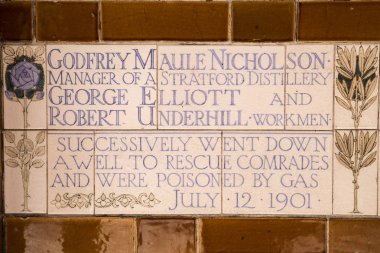 GODFREY MAULE NICHOLSON·
MANAGER OF A STRATFORD DISTILLERY
GEORGE ELLIOTT AND
ROBERT UNDERHILL·WORKMEN·
SUCCESSIVELY WENT DOWN
A WELL TO RESCUE COMRADES
AND WERE POISONED BY GAS
JULY·12·1901·